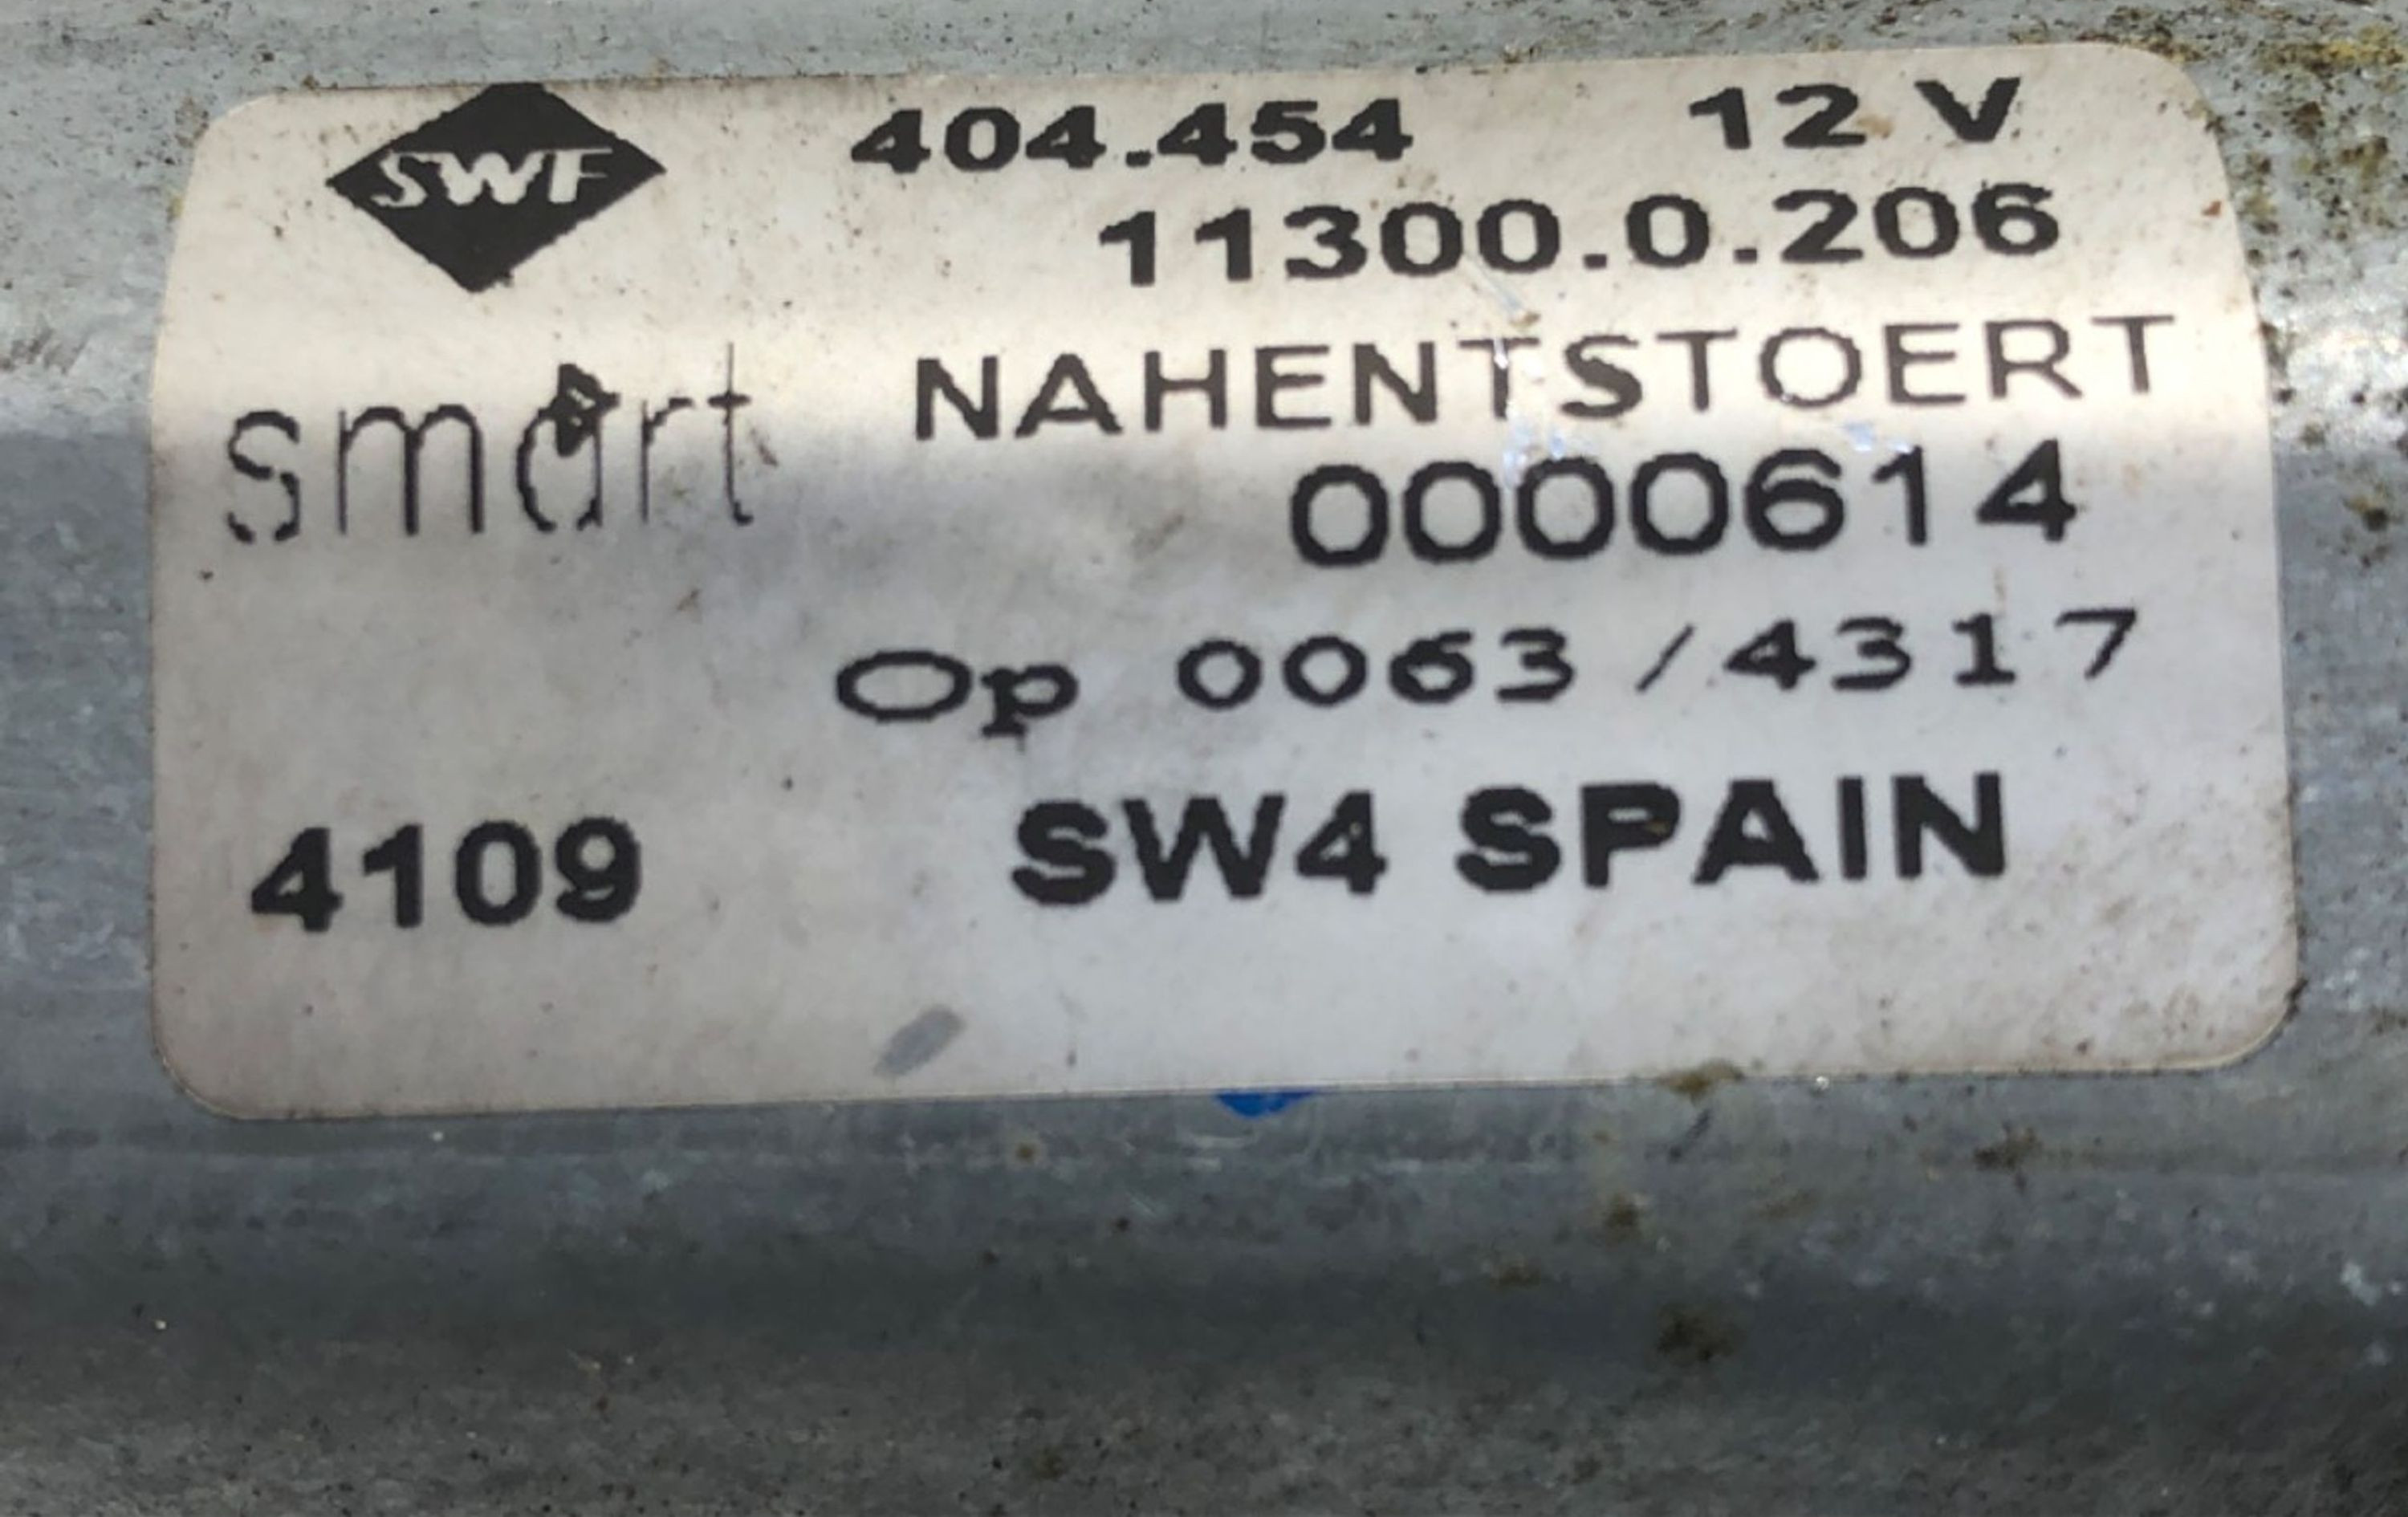 SWF 404.454 12 V
11300.0.206
smart NAHENTSTOERT
0000614
Op 0063 / 4317
4109 SW4 SPAIN